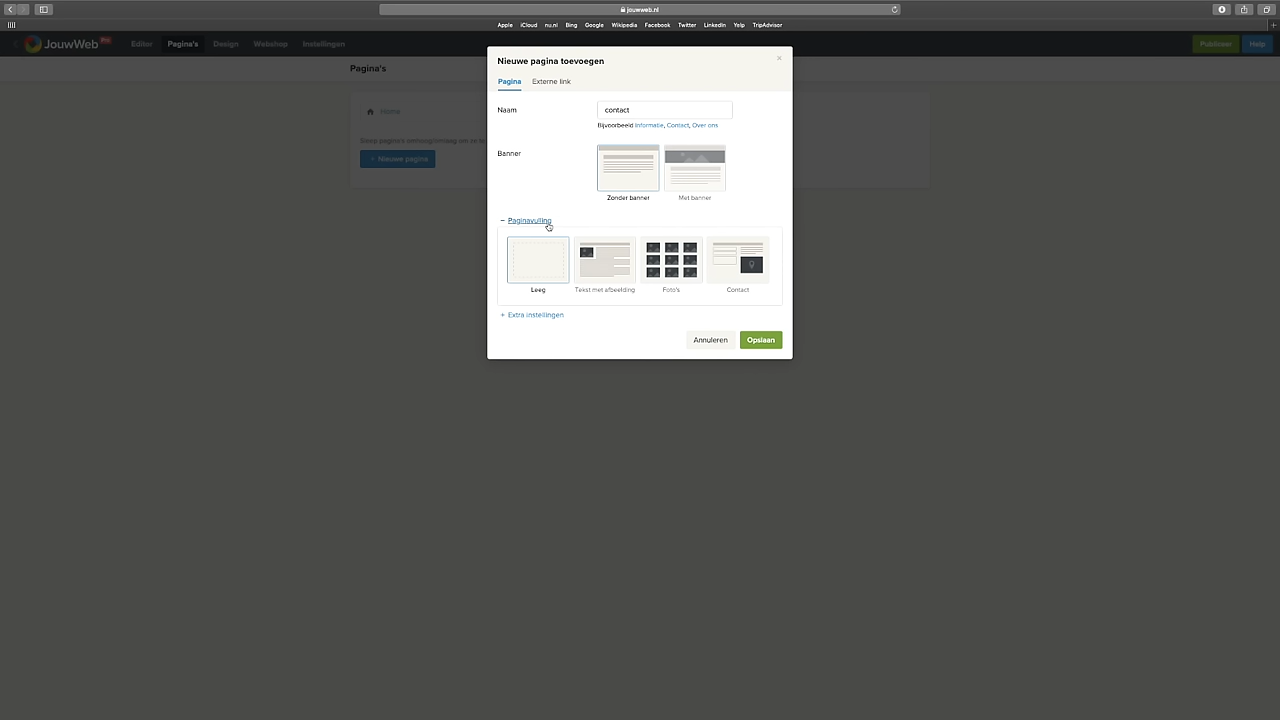 jouwweb.nl
Apple iCloud nu.nl Bing Google Wikipedia Facebook Twitter LinkedIn Yelp TripAdvisor
JouwWeb Pro Editor Pagina's Design Webshop Instellingen Publiceer Help
Pagina's
Home
+ Nieuwe pagina
Nieuwe pagina toevoegen
×
Pagina Externe link
Naam contact
Bijvoorbeeld Informatie, Contact, Over ons
Banner
Zonder banner Met banner
− Paginavulling
Leeg Tekst met afbeelding Foto's Contact
+ Extra instellingen
Annuleren Opslaan